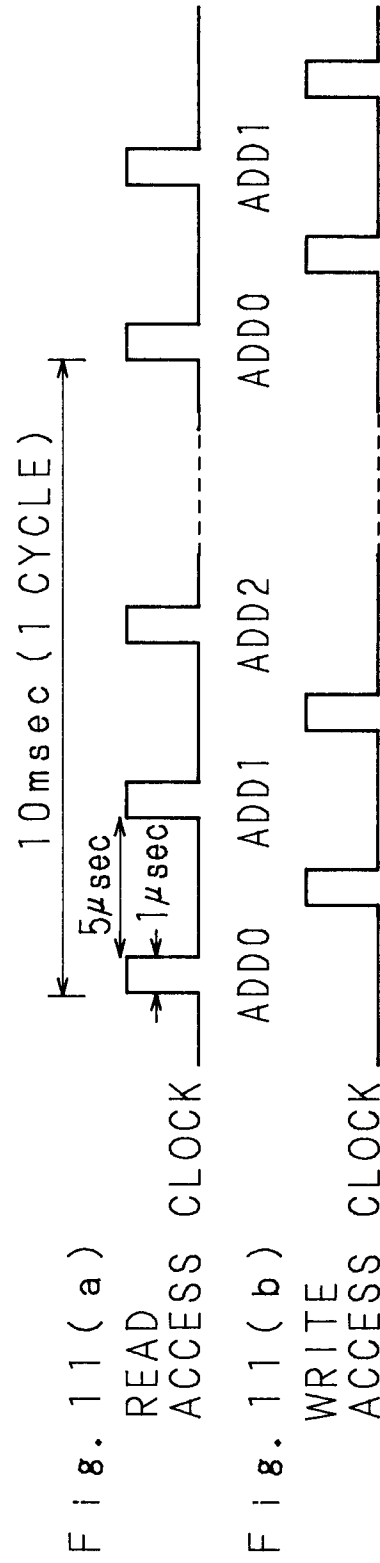 Fig. 11(a)
10msec (1 CYCLE)
5μsec
1μsec
READ
ACCESS CLOCK
ADD0 ADD1 ADD2 ADD0 ADD1
Fig. 11(b)
WRITE
ACCESS CLOCK